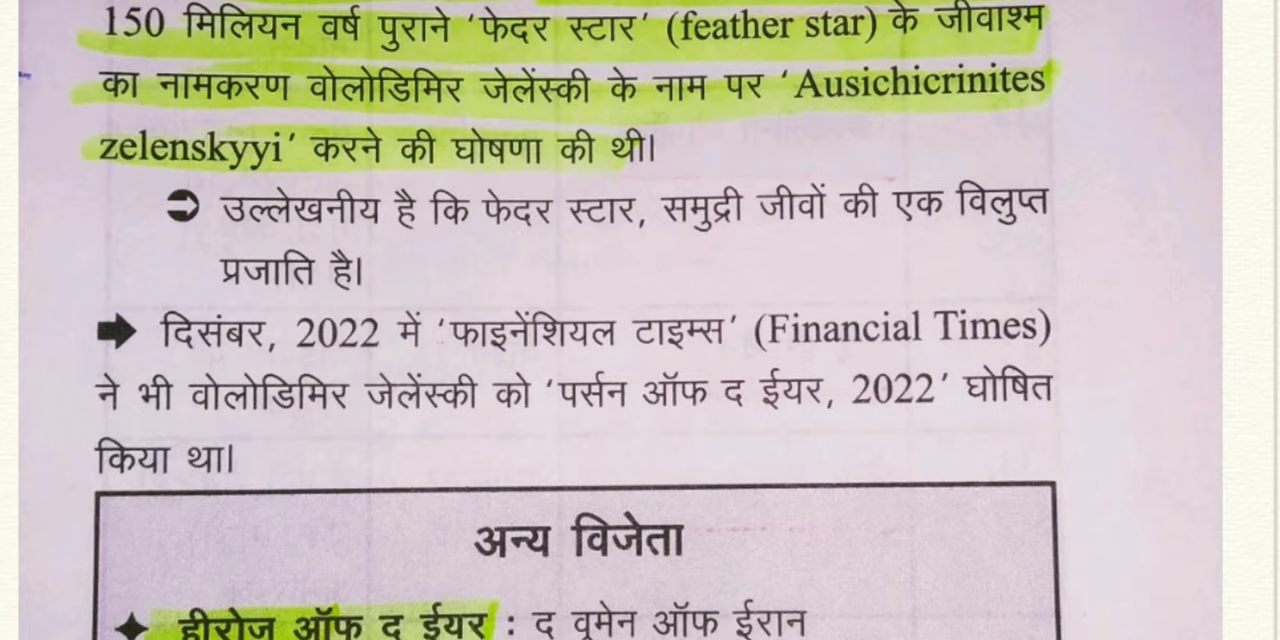 150 मिलियन वर्ष पुराने ‘फेदर स्टार’ (feather star) के जीवाश्म
का नामकरण वोलोडिमिर जेलेंस्की के नाम पर ‘Ausichicrinites
zelenskyyi’ करने की घोषणा की थी।
➲ उल्लेखनीय है कि फेदर स्टार, समुद्री जीवों की एक विलुप्त
प्रजाति है।
➡ दिसंबर, 2022 में ‘फाइनेंशियल टाइम्स’ (Financial Times)
ने भी वोलोडिमिर जेलेंस्की को ‘पर्सन ऑफ द ईयर, 2022’ घोषित
किया था।
अन्य विजेता
✦ हीरोज ऑफ द ईयर : द वूमेन ऑफ ईरान